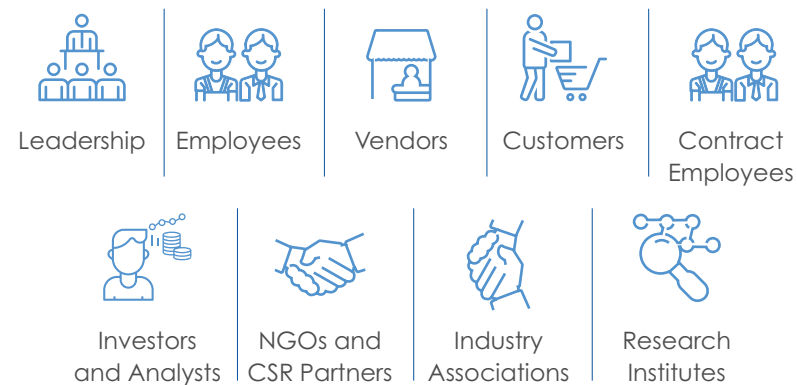 Leadership
Employees
Vendors
Customers
Contract
Employees
Investors
and Analysts
NGOs and
CSR Partners
Industry
Associations
Research
Institutes